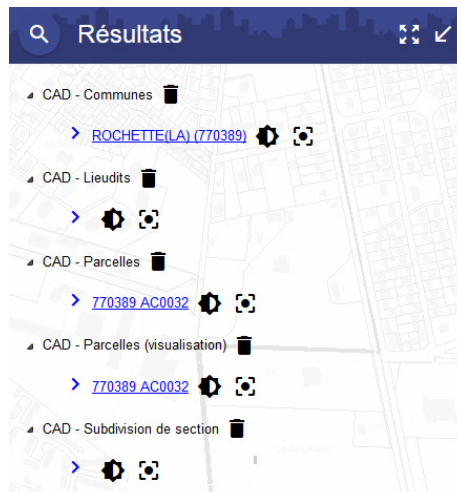 Résultats
CAD - Communes
ROCHETTE(LA) (770389)
CAD - Lieudits
CAD - Parcelles
770389 AC0032
CAD - Parcelles (visualisation)
770389 AC0032
CAD - Subdivision de section